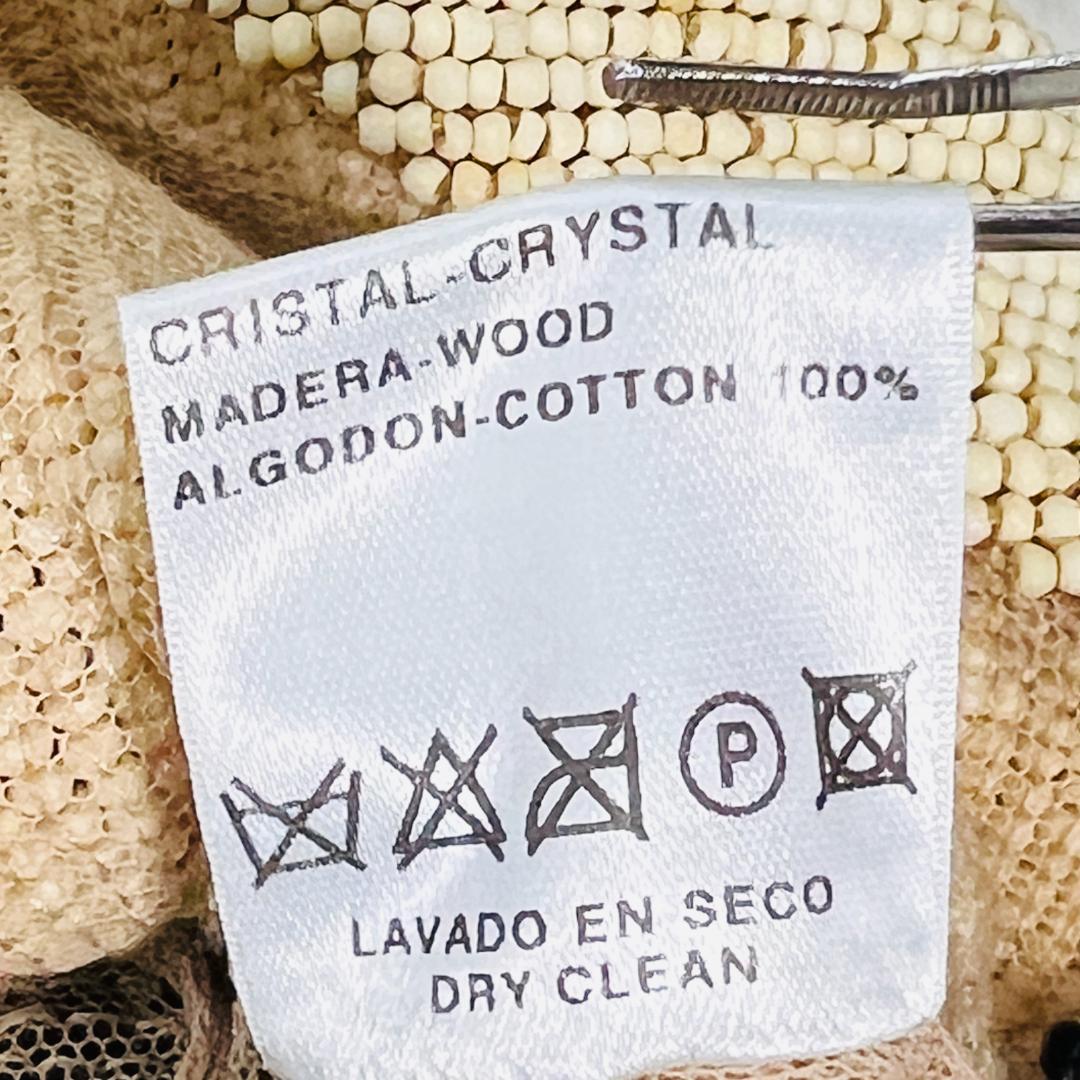 CRISTAL-CRYSTAL
MADERA-WOOD
ALGODON-COTTON 100%
P
LAVADO EN SECO
DRY CLEAN